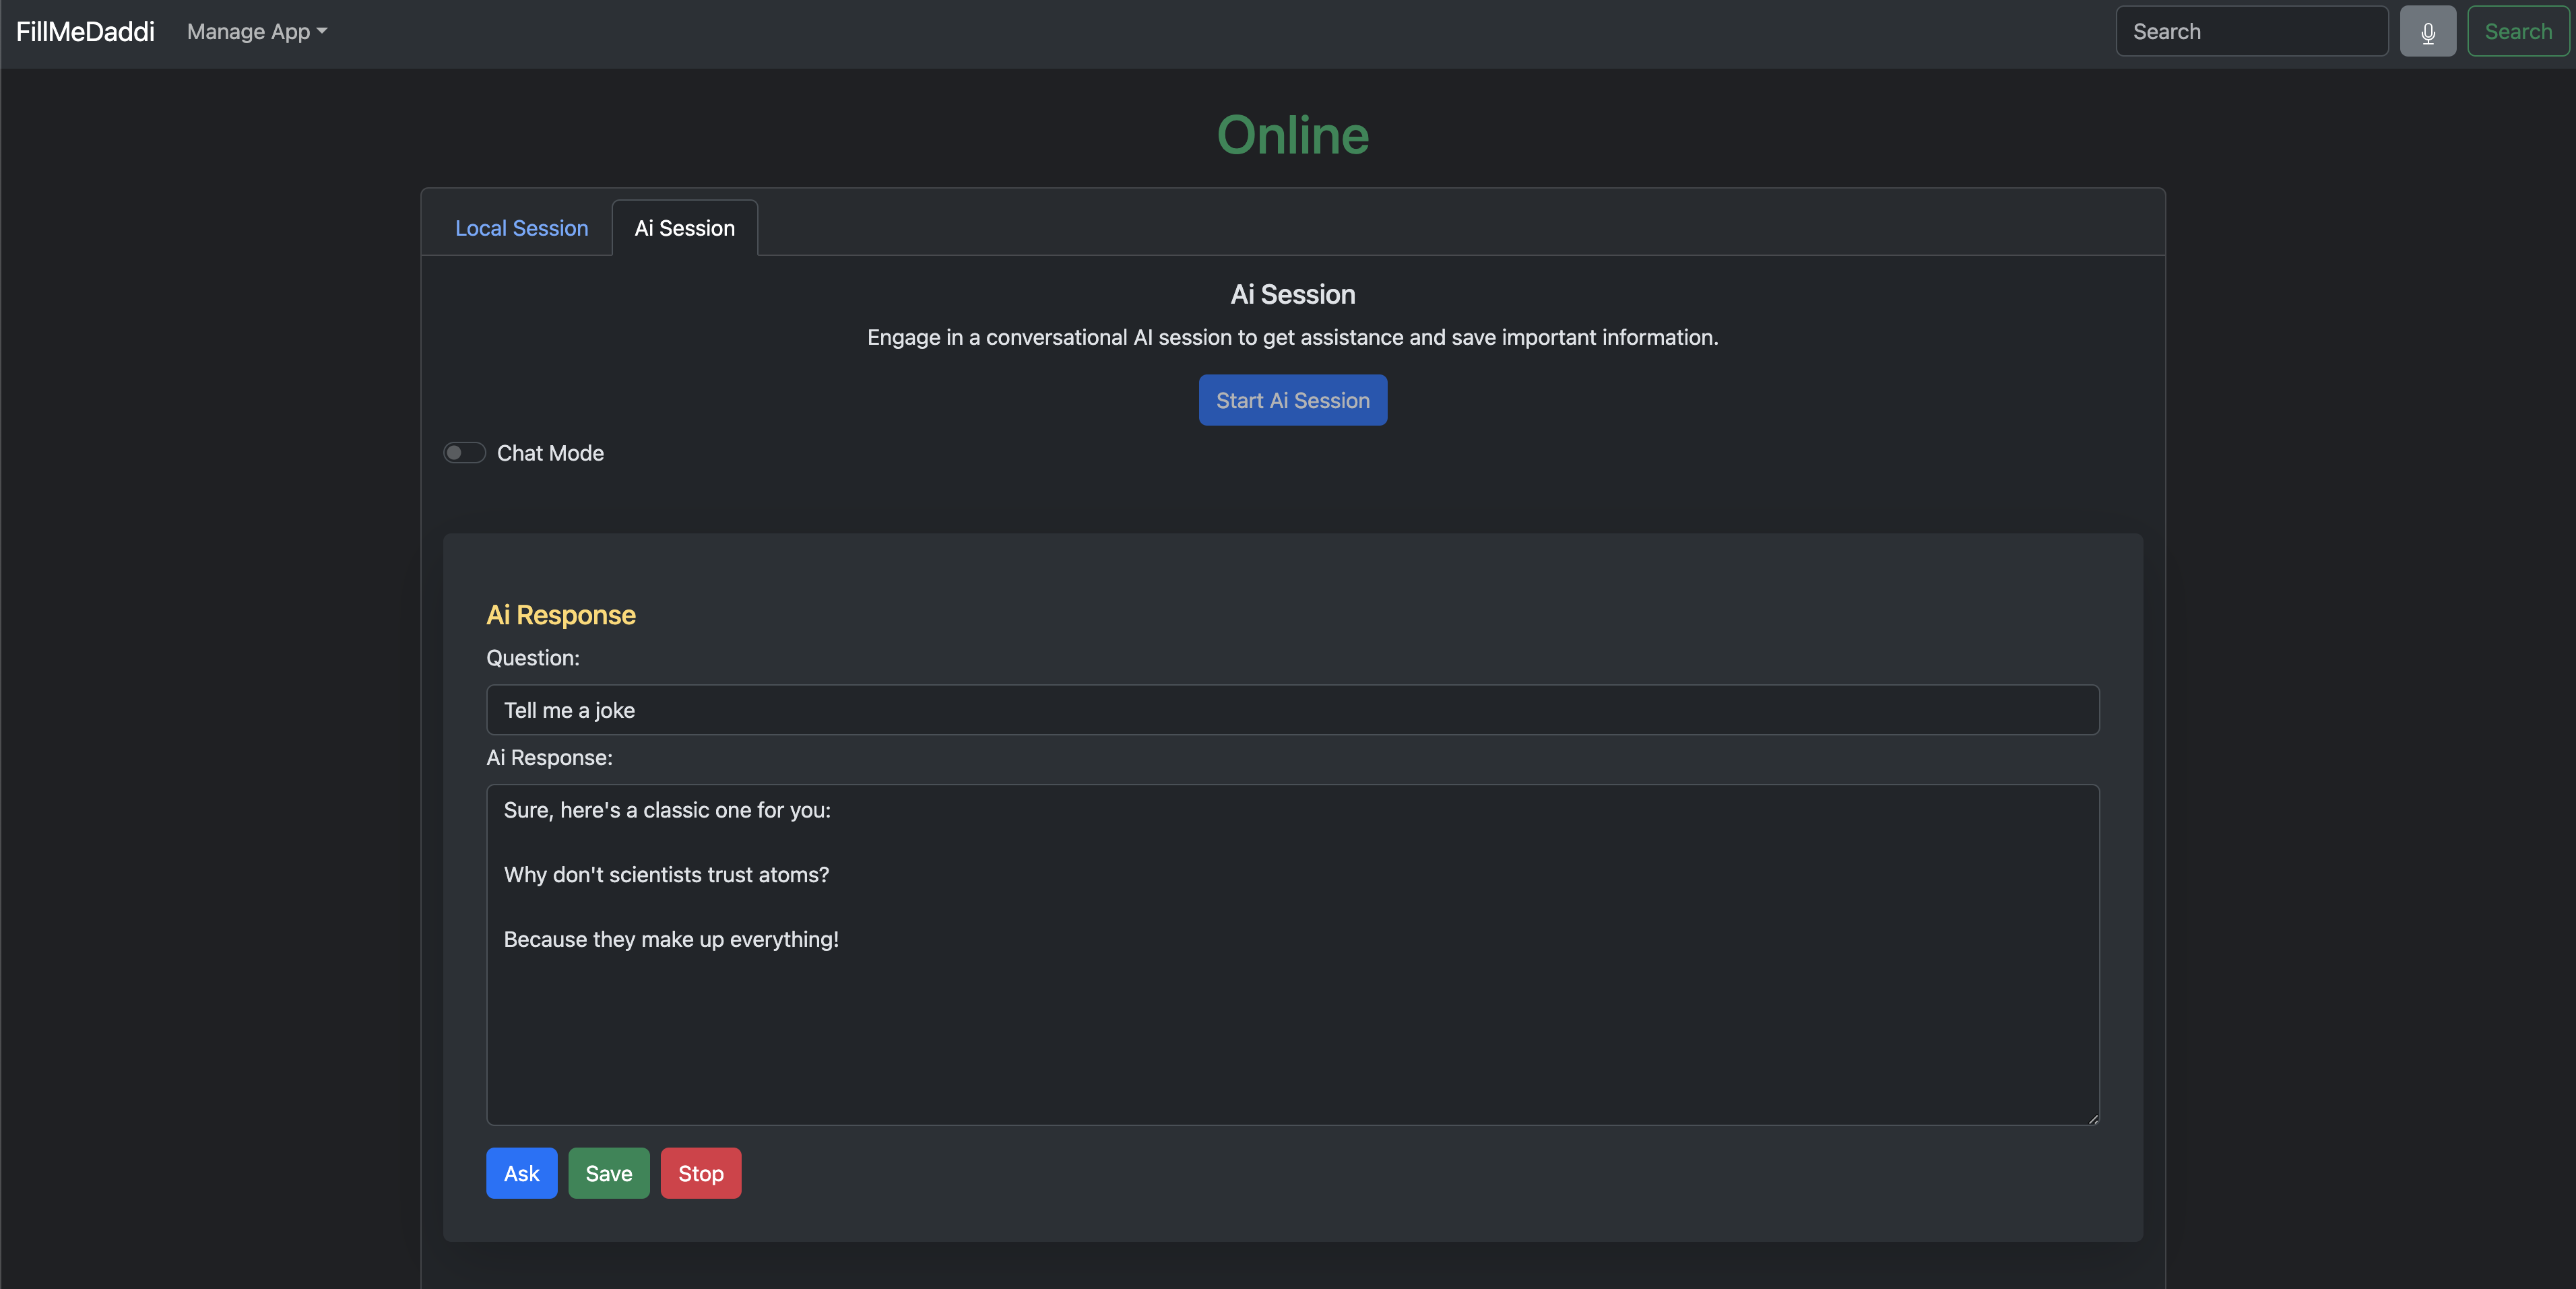 FillMeDaddi
Manage App
Search
Search
Online
Local Session
Ai Session
Ai Session
Engage in a conversational AI session to get assistance and save important information.
Start Ai Session
Chat Mode
Ai Response
Question:
Tell me a joke
Ai Response:
Sure, here's a classic one for you:
Why don't scientists trust atoms?
Because they make up everything!
Ask
Save
Stop